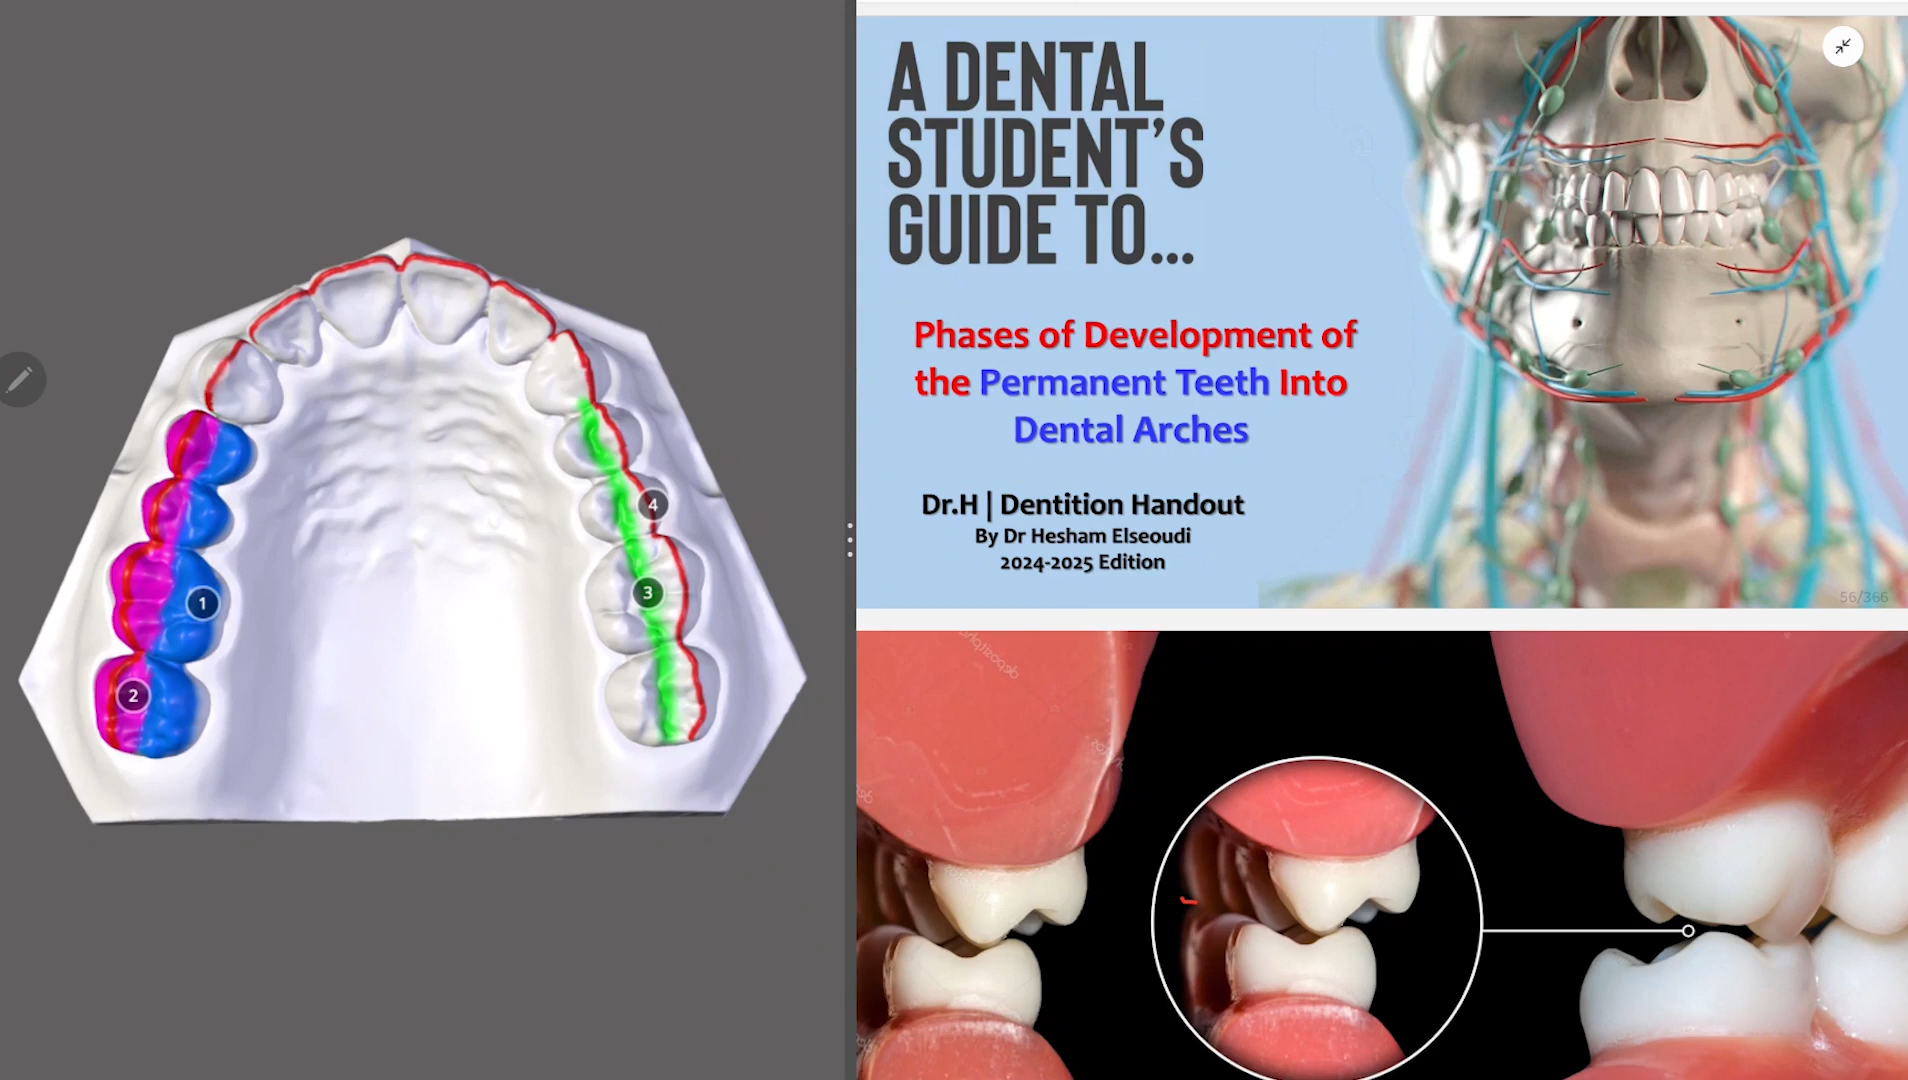 A DENTAL
STUDENT'S
GUIDE TO...
Phases of Development of
the Permanent Teeth Into
Dental Arches
Dr.H | Dentition Handout
By Dr Hesham Elseoudi
2024-2025 Edition
56/366
4
3
1
2
depositphotos